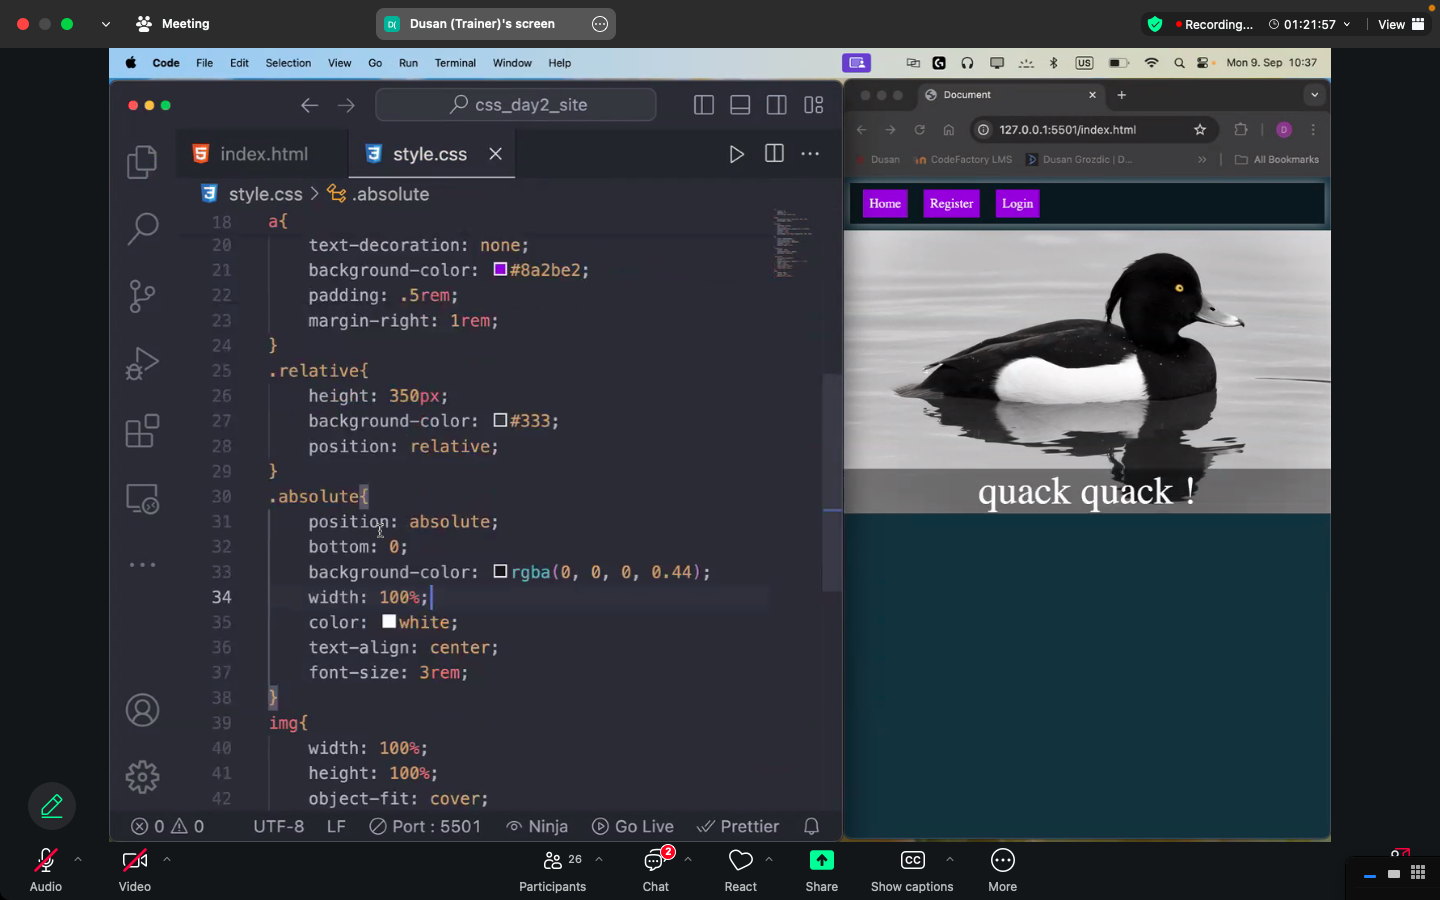 Meeting
D(
Dusan (Trainer)'s screen
Recording...
01:21:57
View
Code File Edit Selection View Go Run Terminal Window Help
US
Mon 9. Sep 10:37
css_day2_site
Document
index.html
style.css
127.0.0.1:5501/index.html
D
Dusan
CodeFactory LMS
Dusan Grozdic | D...
All Bookmarks
style.css > .absolute
Home
Register
Login
18 a{
20 text-decoration: none;
21 background-color: #8a2be2;
22 padding: .5rem;
23 margin-right: 1rem;
24 }
25 .relative{
26 height: 350px;
27 background-color: #333;
28 position: relative;
29 }
30 .absolute{
31 position: absolute;
32 bottom: 0;
33 background-color: rgba(0, 0, 0, 0.44);
34 width: 100%;
35 color: white;
36 text-align: center;
37 font-size: 3rem;
38 }
39 img{
40 width: 100%;
41 height: 100%;
42 object-fit: cover;
quack quack !
0 0 UTF-8 LF Port : 5501 Ninja Go Live Prettier
Audio
Video
26
Participants
2
Chat
React
Share
CC
Show captions
More